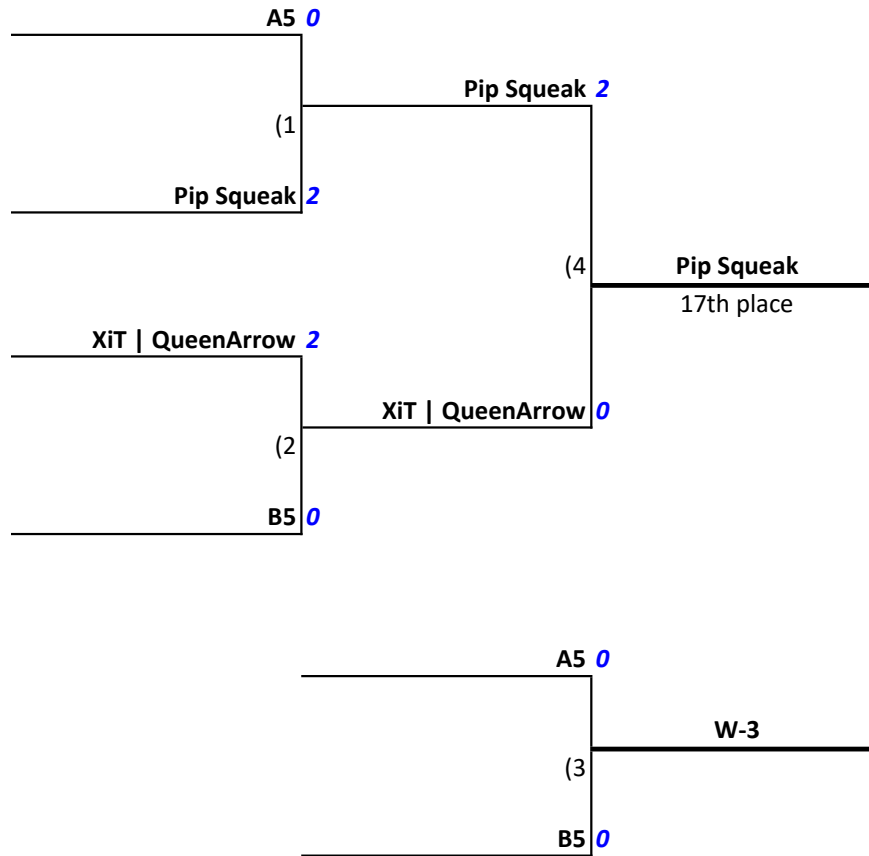 A5 0
Pip Squeak 2
(1
Pip Squeak 2
(4
Pip Squeak
17th place
XiT | QueenArrow 2
XiT | QueenArrow 0
(2
B5 0
A5 0
W-3
(3
B5 0